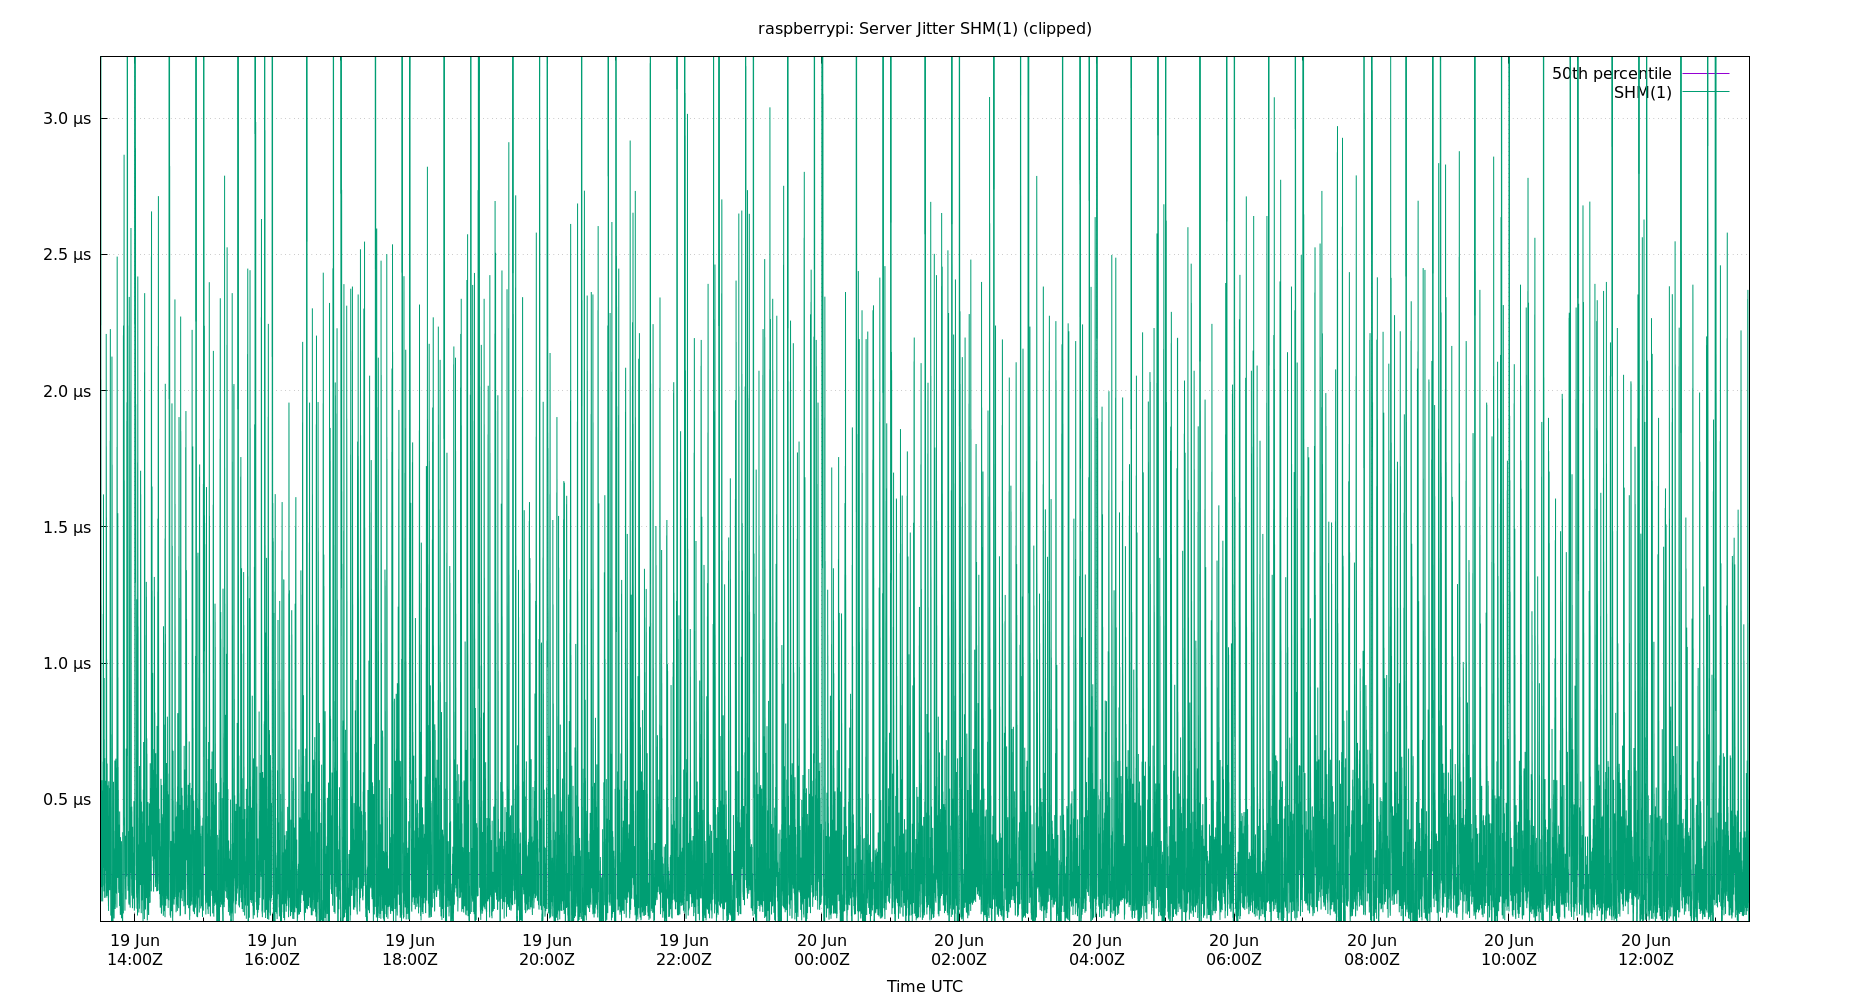 raspberrypi: Server Jitter SHM(1) (clipped)
50th percentile
SHM(1)
3.0 µs
2.5 µs
2.0 µs
1.5 µs
1.0 µs
0.5 µs
19 Jun 19 Jun 19 Jun 19 Jun 19 Jun 20 Jun 20 Jun 20 Jun 20 Jun 20 Jun 20 Jun 20 Jun
14:00Z 16:00Z 18:00Z 20:00Z 22:00Z 00:00Z 02:00Z 04:00Z 06:00Z 08:00Z 10:00Z 12:00Z
Time UTC